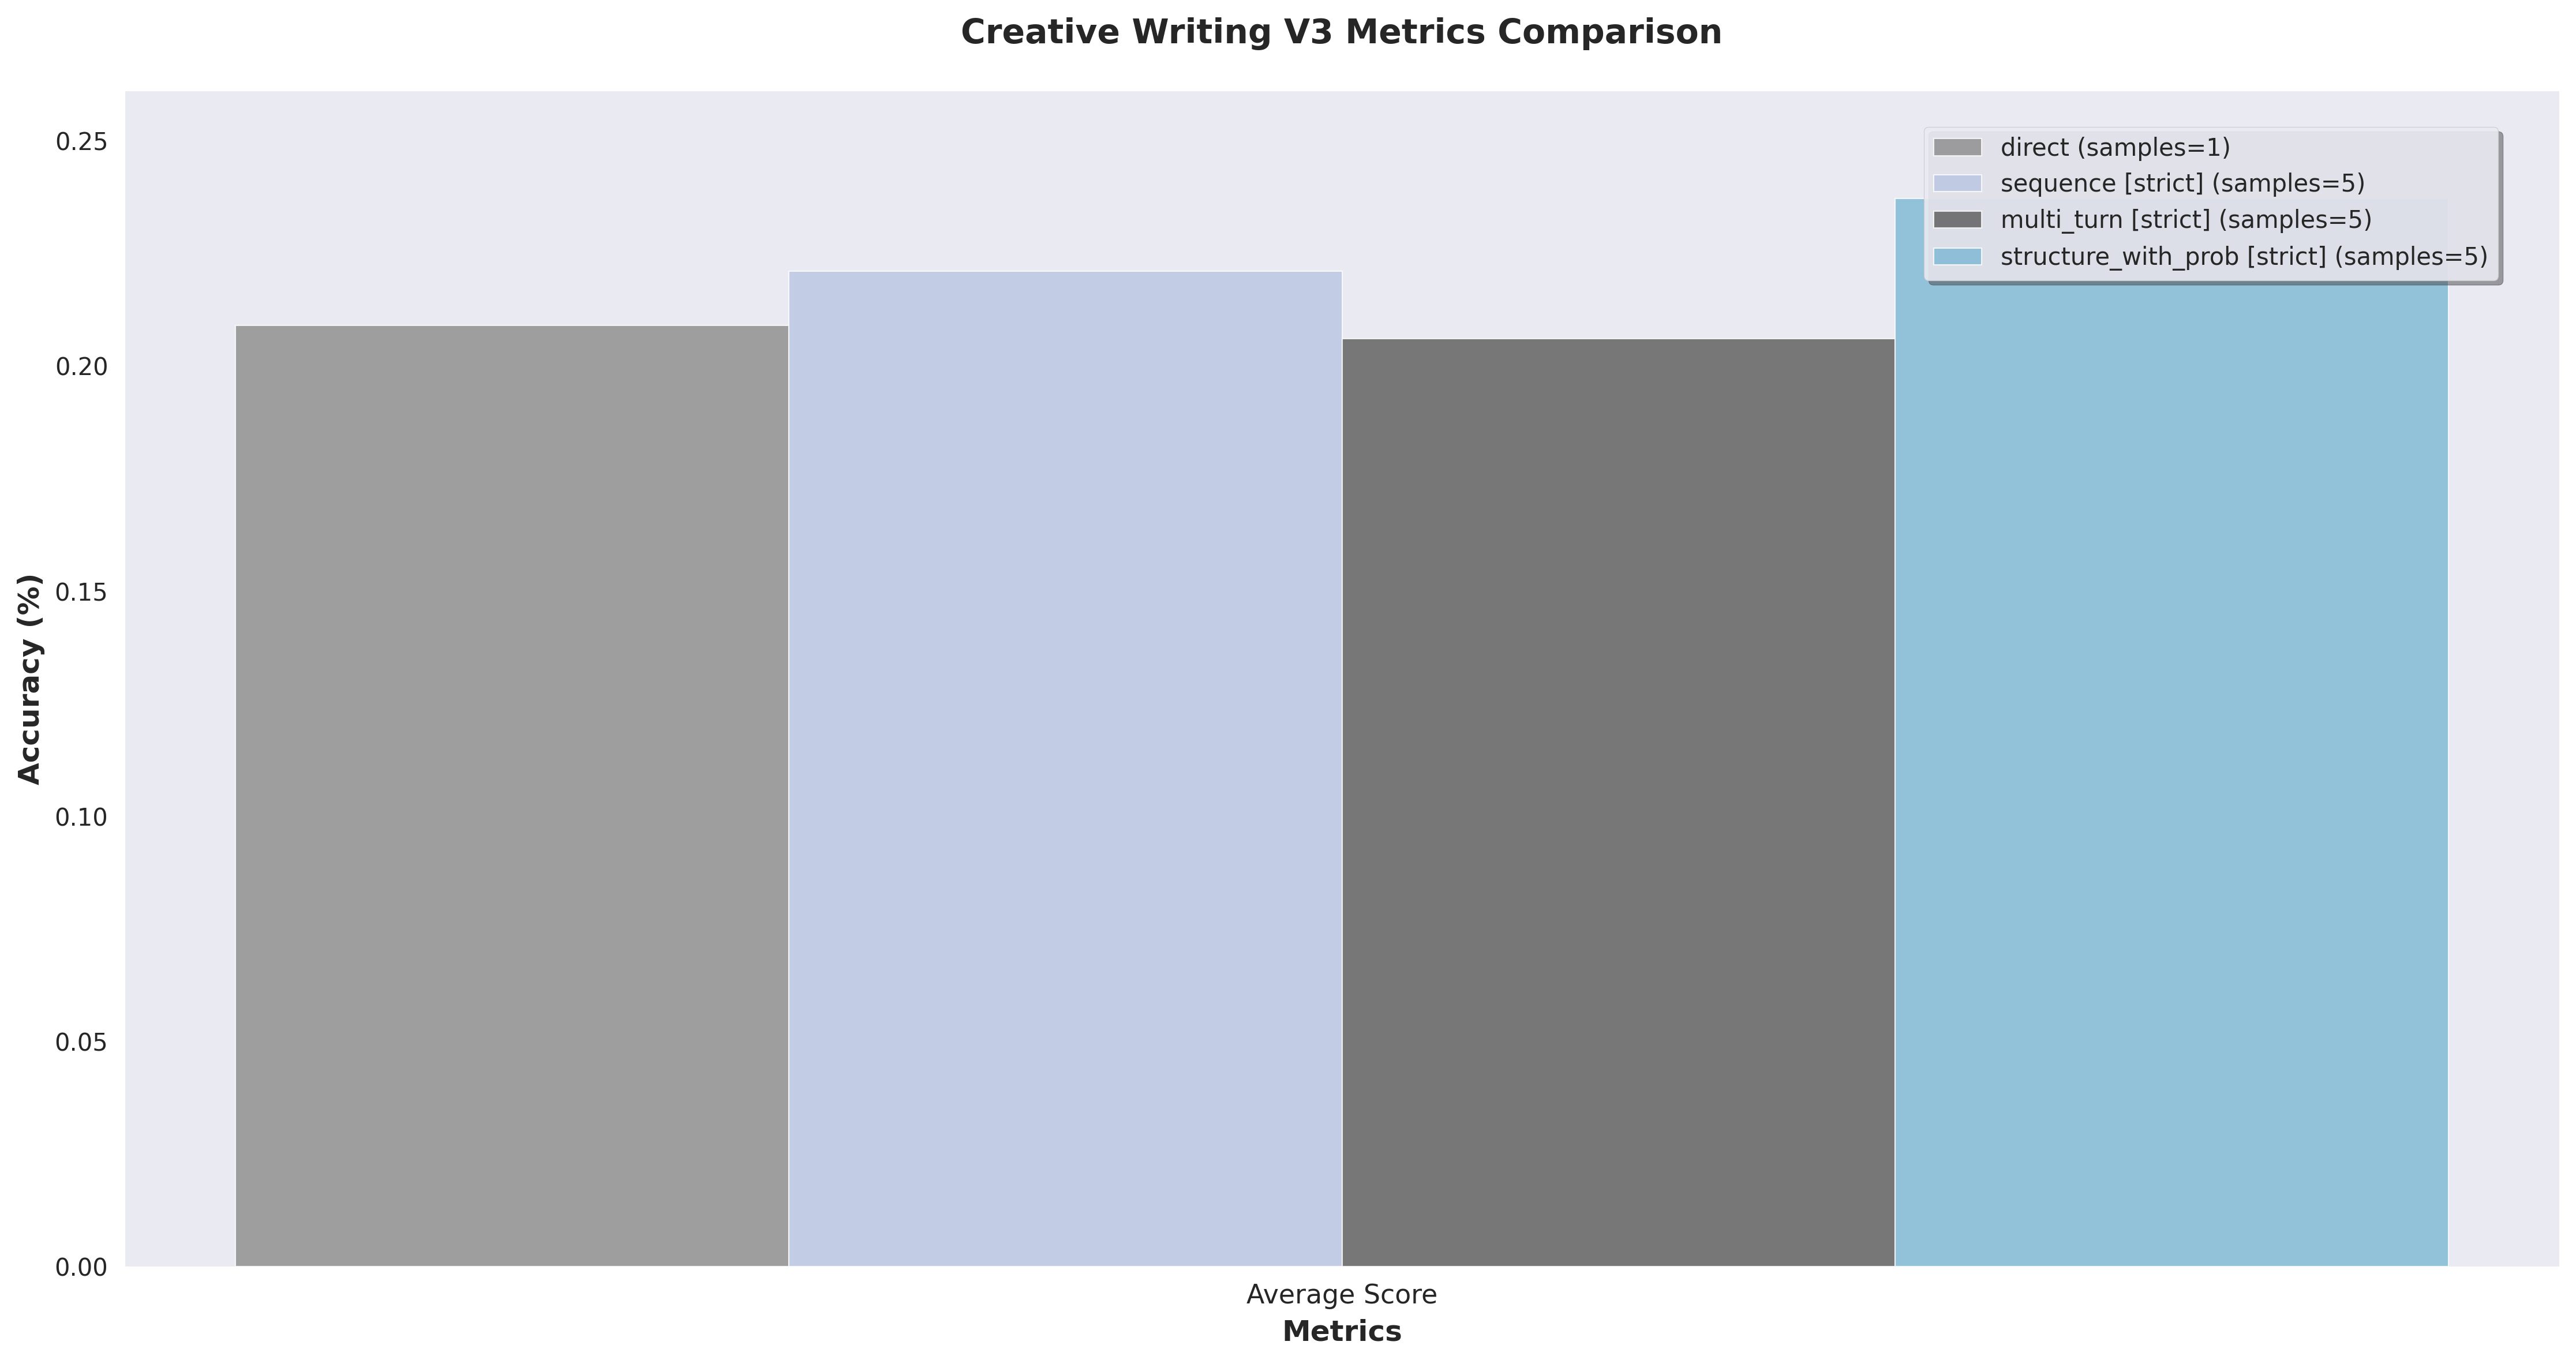 Creative Writing V3 Metrics Comparison
0.25
0.20
0.15
0.10
0.05
0.00
Accuracy (%)
direct (samples=1)
sequence [strict] (samples=5)
multi_turn [strict] (samples=5)
structure_with_prob [strict] (samples=5)
Average Score
Metrics